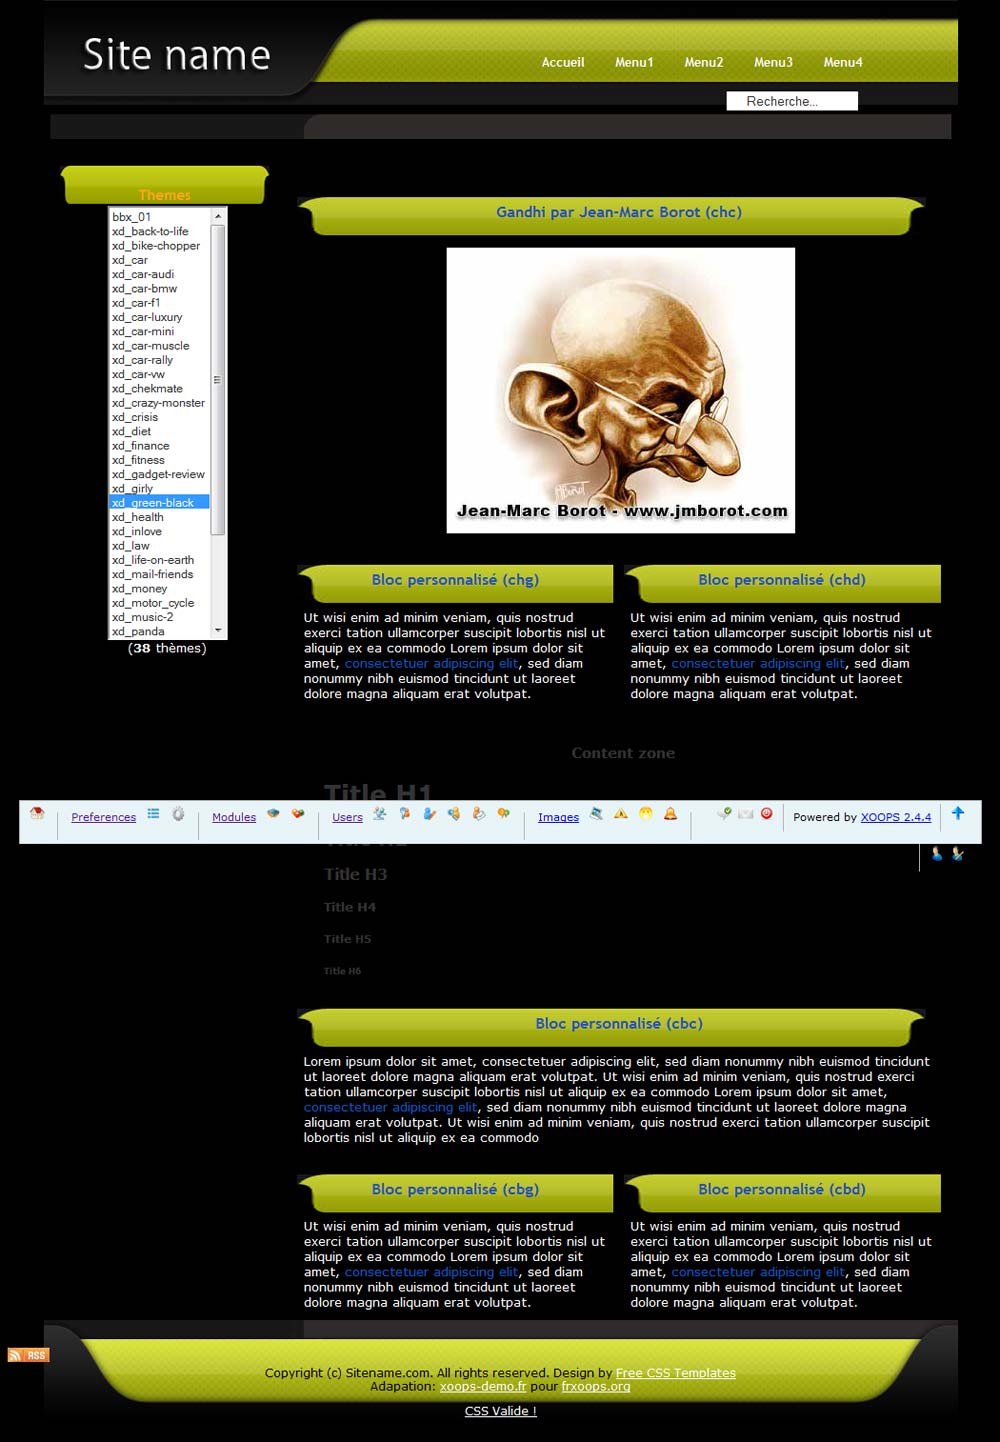 Site name
Accueil Menu1 Menu2 Menu3 Menu4
Recherche...
Themes
bbx_01
xd_back-to-life
xd_bike-chopper
xd_car
xd_car-audi
xd_car-bmw
xd_car-f1
xd_car-luxury
xd_car-mini
xd_car-muscle
xd_car-rally
xd_car-vw
xd_chekmate
xd_crazy-monster
xd_crisis
xd_diet
xd_finance
xd_fitness
xd_gadget-review
xd_girly
xd_green-black
xd_health
xd_inlove
xd_law
xd_life-on-earth
xd_mail-friends
xd_money
xd_motor_cycle
xd_music-2
xd_panda
(38 thèmes)
Gandhi par Jean-Marc Borot (chc)
Jean-Marc Borot - www.jmborot.com
Bloc personnalisé (chg)
Ut wisi enim ad minim veniam, quis nostrud
exerci tation ullamcorper suscipit lobortis nisl ut
aliquip ex ea commodo Lorem ipsum dolor sit
amet, consectetuer adipiscing elit, sed diam
nonummy nibh euismod tincidunt ut laoreet
dolore magna aliquam erat volutpat.
Bloc personnalisé (chd)
Ut wisi enim ad minim veniam, quis nostrud
exerci tation ullamcorper suscipit lobortis nisl ut
aliquip ex ea commodo Lorem ipsum dolor sit
amet, consectetuer adipiscing elit, sed diam
nonummy nibh euismod tincidunt ut laoreet
dolore magna aliquam erat volutpat.
Content zone
Title H1
Preferences Modules Users Images Powered by XOOPS 2.4.4
Title H3
Title H4
Title H5
Title H6
Bloc personnalisé (cbc)
Lorem ipsum dolor sit amet, consectetuer adipiscing elit, sed diam nonummy nibh euismod tincidunt
ut laoreet dolore magna aliquam erat volutpat. Ut wisi enim ad minim veniam, quis nostrud exerci
tation ullamcorper suscipit lobortis nisl ut aliquip ex ea commodo Lorem ipsum dolor sit amet,
consectetuer adipiscing elit, sed diam nonummy nibh euismod tincidunt ut laoreet dolore magna
aliquam erat volutpat. Ut wisi enim ad minim veniam, quis nostrud exerci tation ullamcorper suscipit
lobortis nisl ut aliquip ex ea commodo
Bloc personnalisé (cbg)
Ut wisi enim ad minim veniam, quis nostrud
exerci tation ullamcorper suscipit lobortis nisl ut
aliquip ex ea commodo Lorem ipsum dolor sit
amet, consectetuer adipiscing elit, sed diam
nonummy nibh euismod tincidunt ut laoreet
dolore magna aliquam erat volutpat.
Bloc personnalisé (cbd)
Ut wisi enim ad minim veniam, quis nostrud
exerci tation ullamcorper suscipit lobortis nisl ut
aliquip ex ea commodo Lorem ipsum dolor sit
amet, consectetuer adipiscing elit, sed diam
nonummy nibh euismod tincidunt ut laoreet
dolore magna aliquam erat volutpat.
RSS
Copyright (c) Sitename.com. All rights reserved. Design by Free CSS Templates
Adapation: xoops-demo.fr pour frxoops.org
CSS Valide !